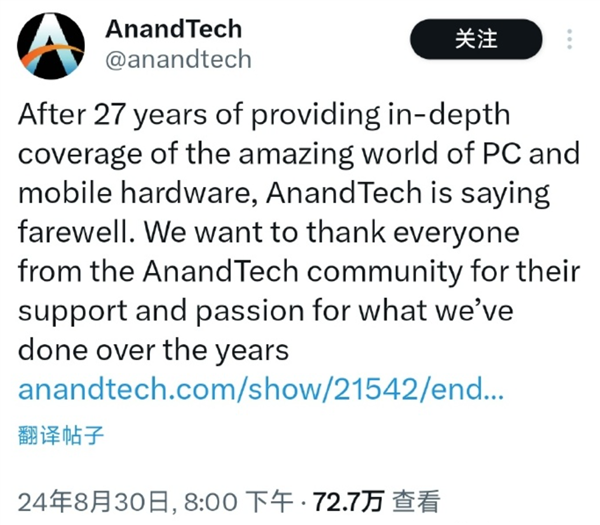 AnandTech
@anandtech
关注
After 27 years of providing in-depth
coverage of the amazing world of PC and
mobile hardware, AnandTech is saying
farewell. We want to thank everyone
from the AnandTech community for their
support and passion for what we’ve
done over the years
anandtech.com/show/21542/end...
翻译帖子
24年8月30日, 8:00 下午 · 72.7万 查看